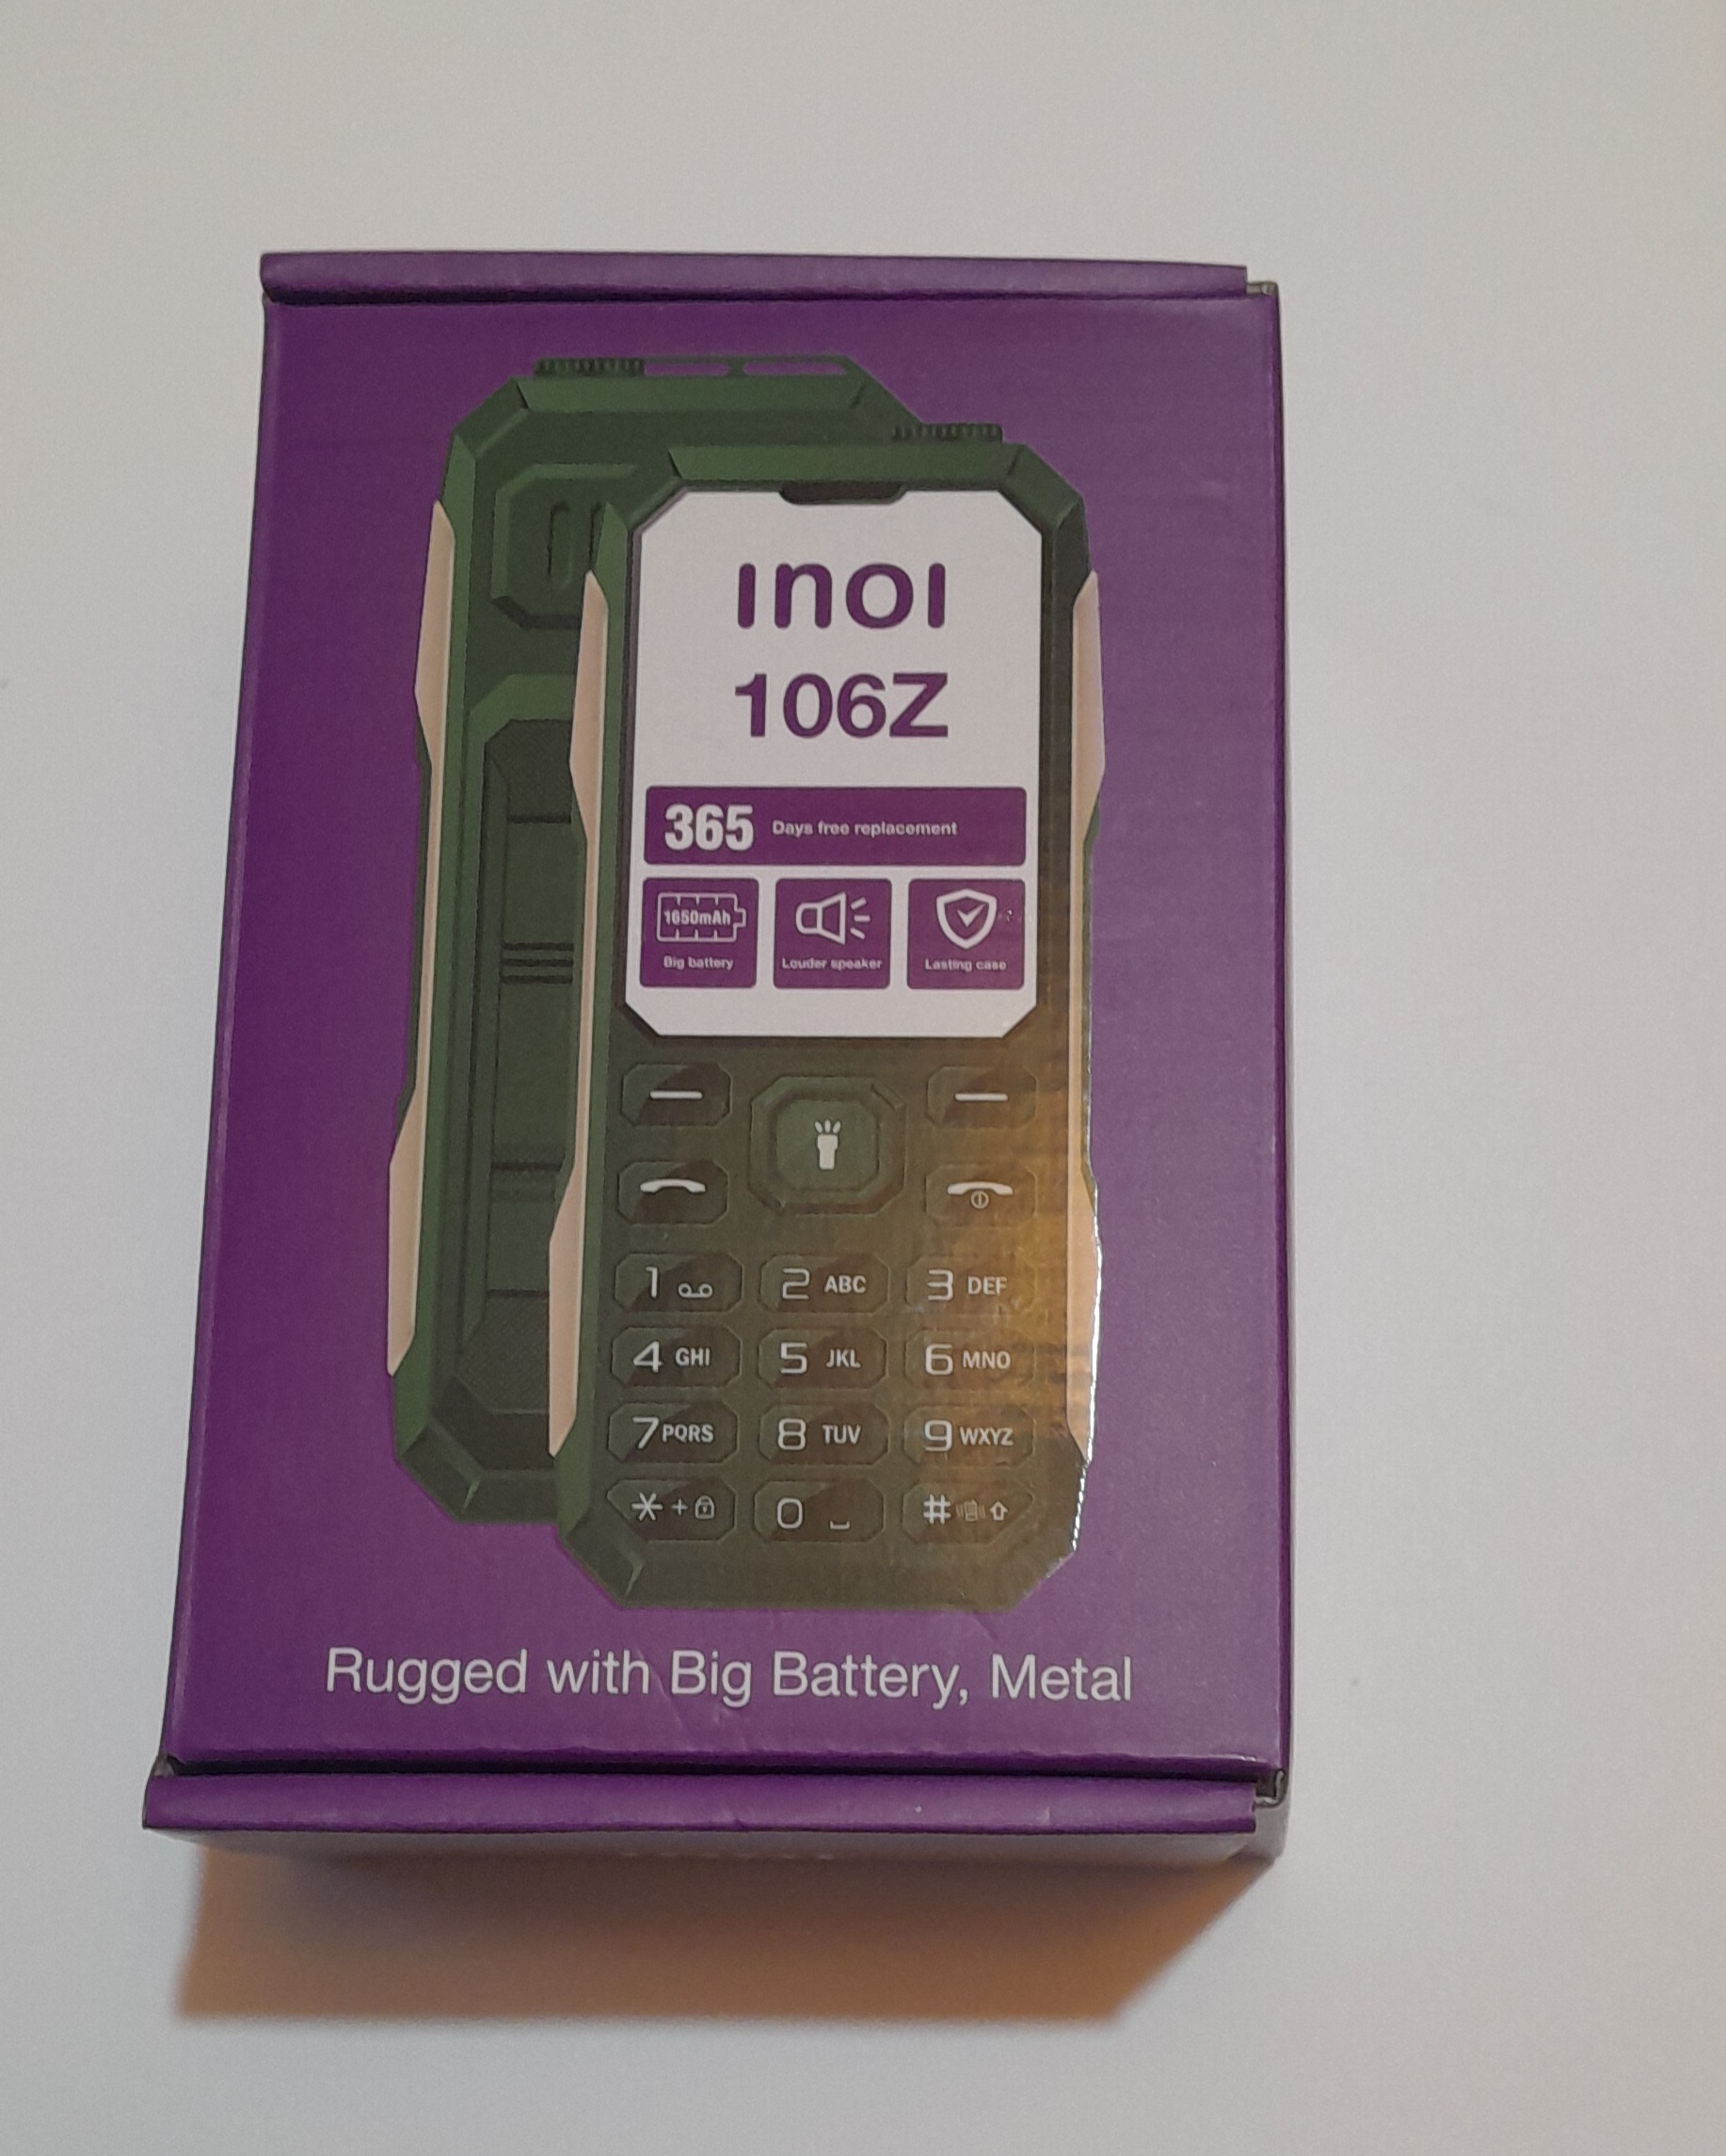 inoi
106Z
365 Days free replacement
1650mAh
Big battery
Louder speaker
Lasting case
1
2 ABC
3 DEF
4 GHI
5 JKL
6 MNO
7 PQRS
8 TUV
9 WXYZ
* +
0
#
Rugged with Big Battery, Metal